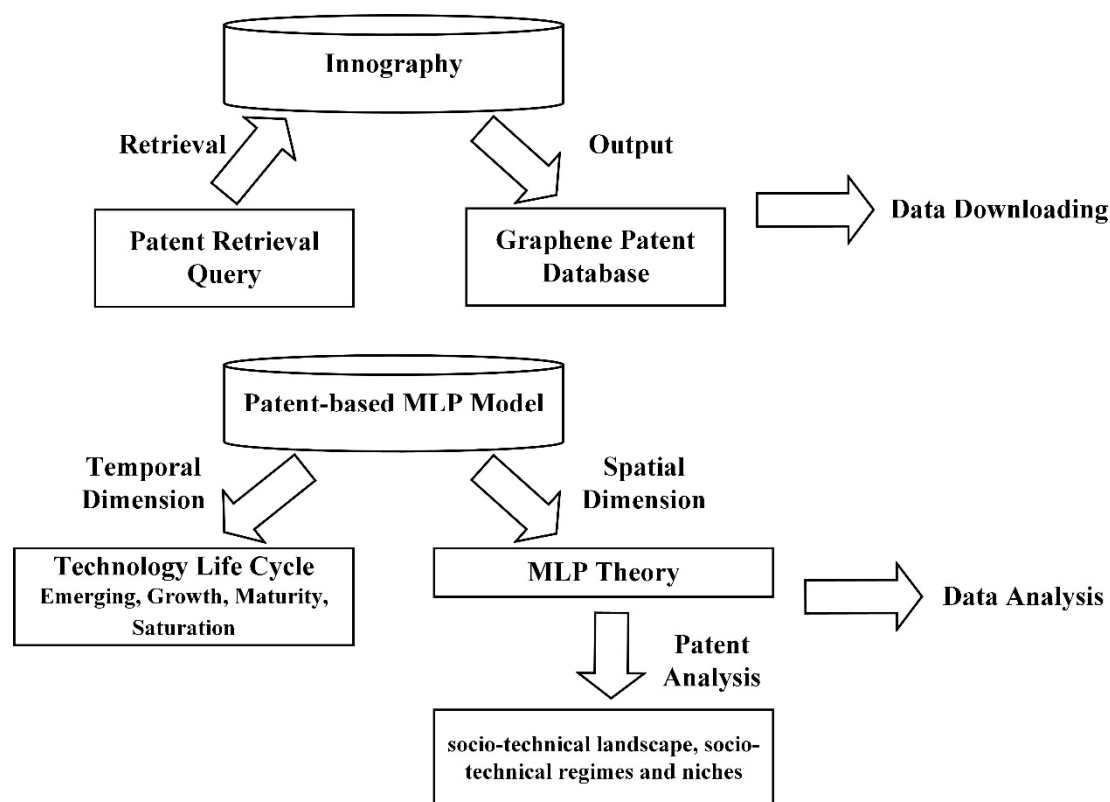 Innography
Retrieval
Output
Patent Retrieval
Query
Graphene Patent
Database
Data Downloading
Patent-based MLP Model
Temporal
Dimension
Spatial
Dimension
Technology Life Cycle
Emerging, Growth, Maturity,
Saturation
MLP Theory
Data Analysis
Patent
Analysis
socio-technical landscape, socio-
technical regimes and niches